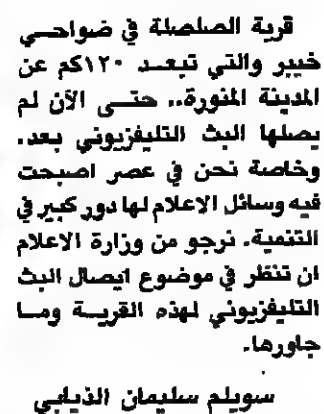 قرية الصلصلة في ضواحي
خيبر والتي تبعد ١٢٠كم عن
المدينة المنورة.. حتى الآن لم
يصلها البث التليفزيوني بعد.
وخاصة نحن في عصر اصبحت
فيه وسائل الاعلام لها دور كبير في
التنمية. نرجو من وزارة الاعلام
ان تنظر في موضوع ايصال البث
التليفزيوني لهذه القرية وما
جاورها.
سويلم سليمان الذيابي